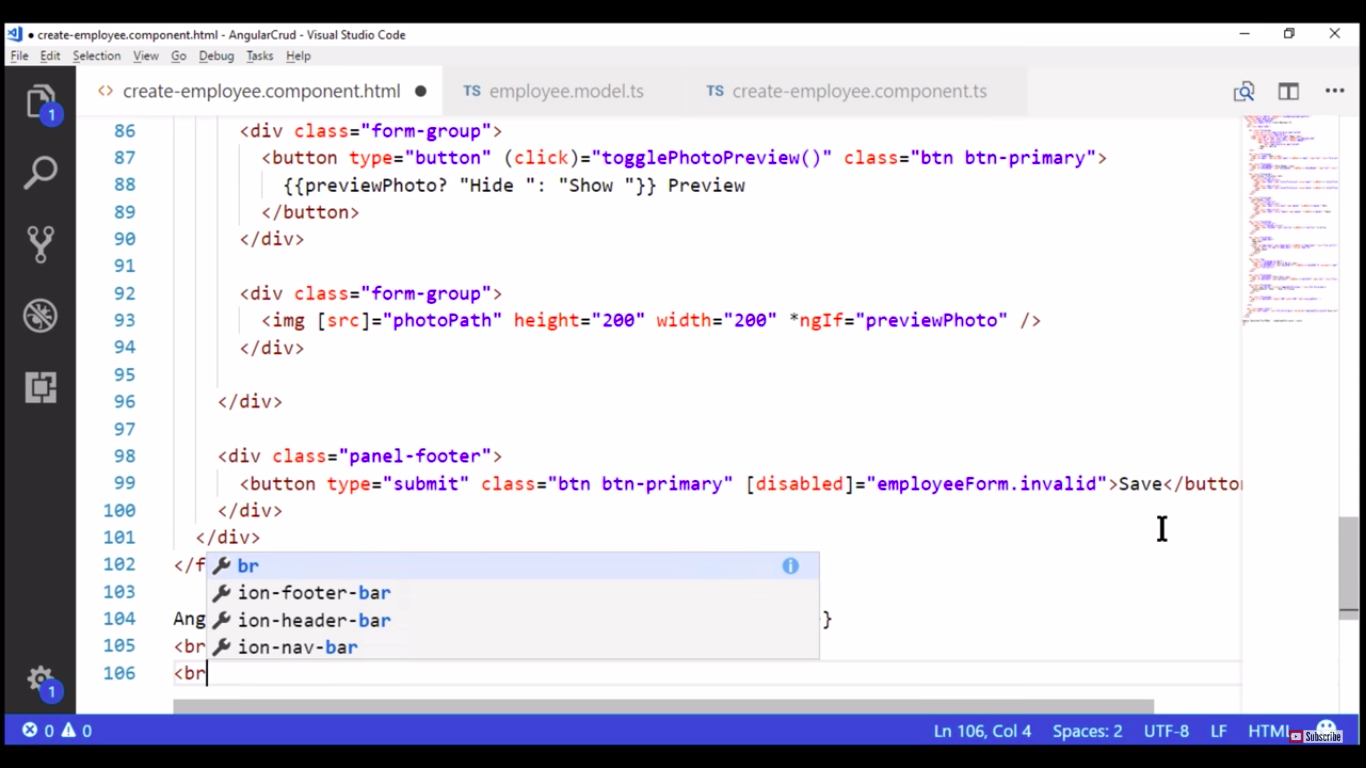 create-employee.component.html - AngularCrud - Visual Studio Code
File Edit Selection View Go Debug Tasks Help
create-employee.component.html TS employee.model.ts TS create-employee.component.ts
86 <div class="form-group">
87 <button type="button" (click)="togglePhotoPreview()" class="btn btn-primary">
88 {{previewPhoto? "Hide ": "Show "}} Preview
89 </button>
90 </div>
91
92 <div class="form-group">
93 <img [src]="photoPath" height="200" width="200" *ngIf="previewPhoto" />
94 </div>
95
96 </div>
97
98 <div class="panel-footer">
99 <button type="submit" class="btn btn-primary" [disabled]="employeeForm.invalid">Save</button
100 </div>
101 </div>
102 </f
br
103
ion-footer-bar
104 Ang }
ion-header-bar
105 <br
ion-nav-bar
106 <br
1
1
0 0 Ln 106, Col 4 Spaces: 2 UTF-8 LF HTML
Subscribe